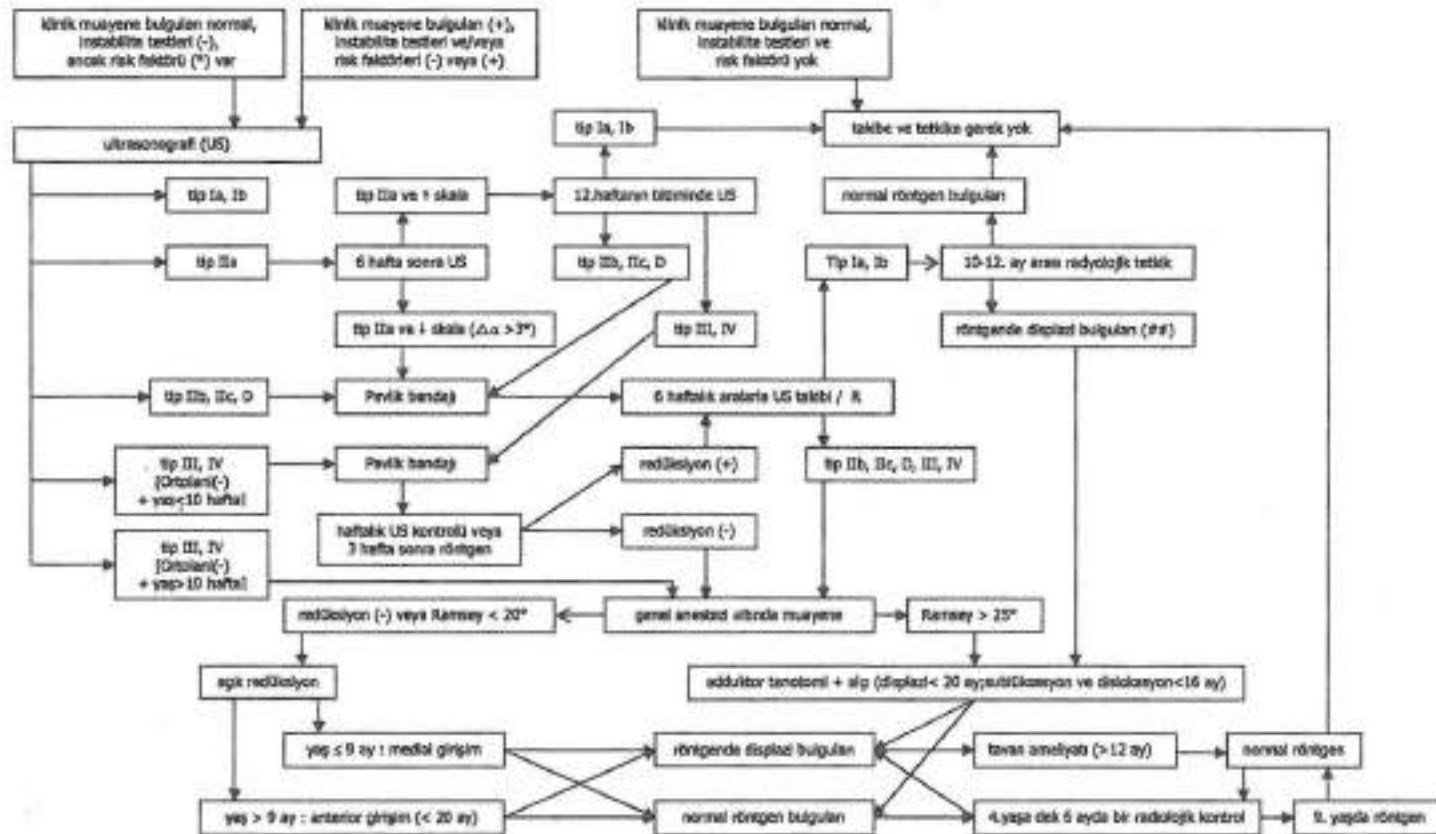 klinik muayene bulguları normal,
instabilite testleri (-),
ancak risk faktörü (*) var
klinik muayene bulguları (+),
instabilite testleri ve/veya
risk faktörleri (-) veya (+)
klinik muayene bulguları normal,
instabilite testleri ve
risk faktörü yok
ultrasonografi (US)
tip Ia, Ib
takibe ve tetkike gerek yok
tip Ia, Ib
tip IIa ve ↑ skala
12.haftanın bitiminde US
normal röntgen bulguları
tip IIa
6 hafta sonra US
tip IIb, IIc, D
Tip Ia, Ib
10-12. ay arası radyolojik tetkik
tip IIa ve ↓ skala (△α >3°)
tip III, IV
röntgende displazi bulguları (##)
tip IIb, IIc, D
Pavlik bandajı
6 haftalık aralarla US takibi / R
tip III, IV
[Ortolani(-)
+ yaş<10 hafta]
Pavlik bandajı
redüksiyon (+)
tip IIb, IIc, D, III, IV
haftalık US kontrolü veya
3 hafta sonra röntgen
redüksiyon (-)
tip III, IV
[Ortolani(-)
+ yaş>10 hafta]
redüksiyon (-) veya Ramsey < 20°
genel anestezi altında muayene
Ramsey > 25°
açık redüksiyon
adduktor tenotomi + alçı (displazi< 20 ay;subluksasyon ve dislokasyon<16 ay)
yaş ≤ 9 ay : medial girişim
röntgende displazi bulguları
tavan ameliyatı (>12 ay)
normal röntgen
yaş > 9 ay : anterior girişim (< 20 ay)
normal röntgen bulguları
4.yaşa dek 6 ayda bir radiolojik kontrol
9. yaşda röntgen